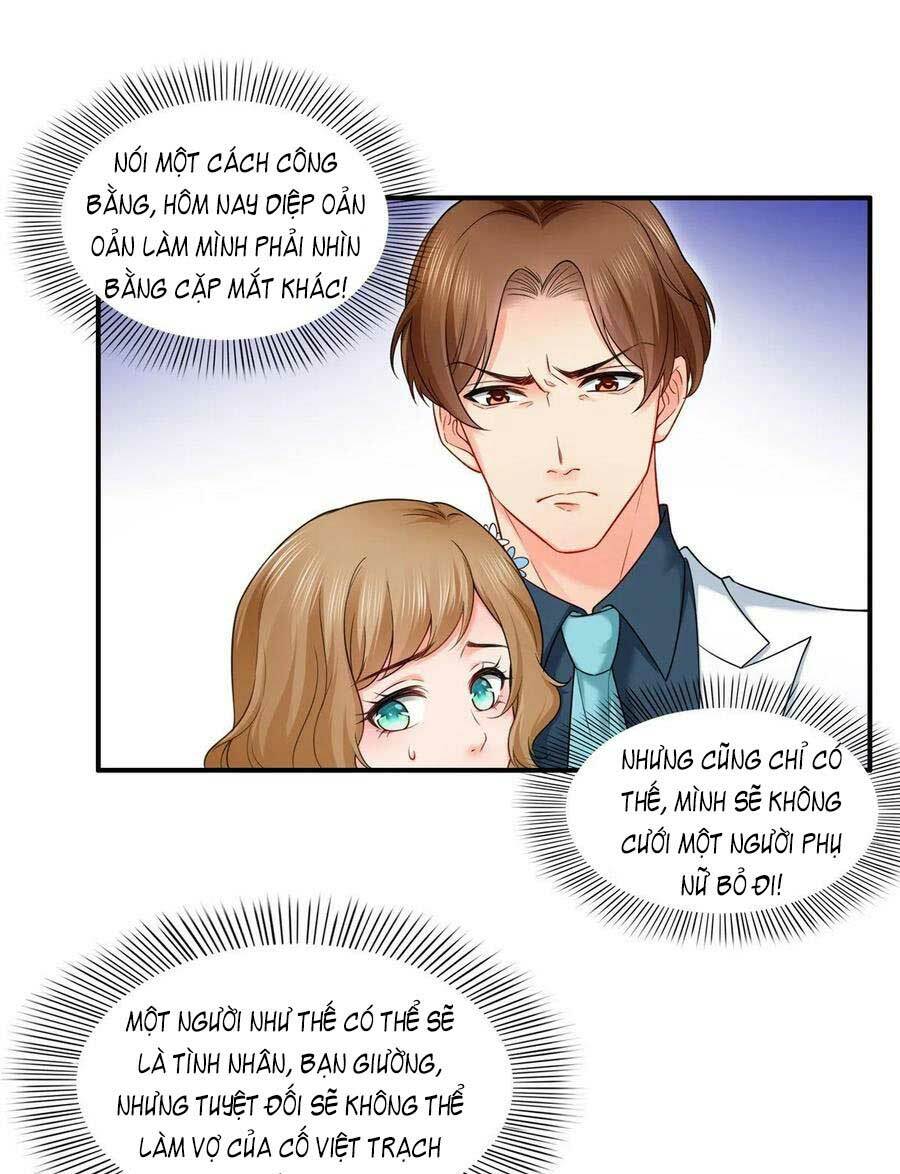 NÓI MỘT CÁCH CÔNG
BẰNG, HÔM NAY DIỆP OẢN
OẢN LÀM MÌNH PHẢI NHÌN
BẰNG CẶP MẮT KHÁC!
NHƯNG CŨNG CHỈ CÓ
THẾ, MÌNH SẼ KHÔNG
CƯỚI MỘT NGƯỜI PHỤ
NỮ BỎ ĐI!
MỘT NGƯỜI NHƯ THẾ CÓ THỂ SẼ
LÀ TÌNH NHÂN, BẠN GIƯỜNG,
NHƯNG TUYỆT ĐỐI SẼ KHÔNG THỂ
LÀM VỢ CỦA CỐ VIỆT TRẠCH